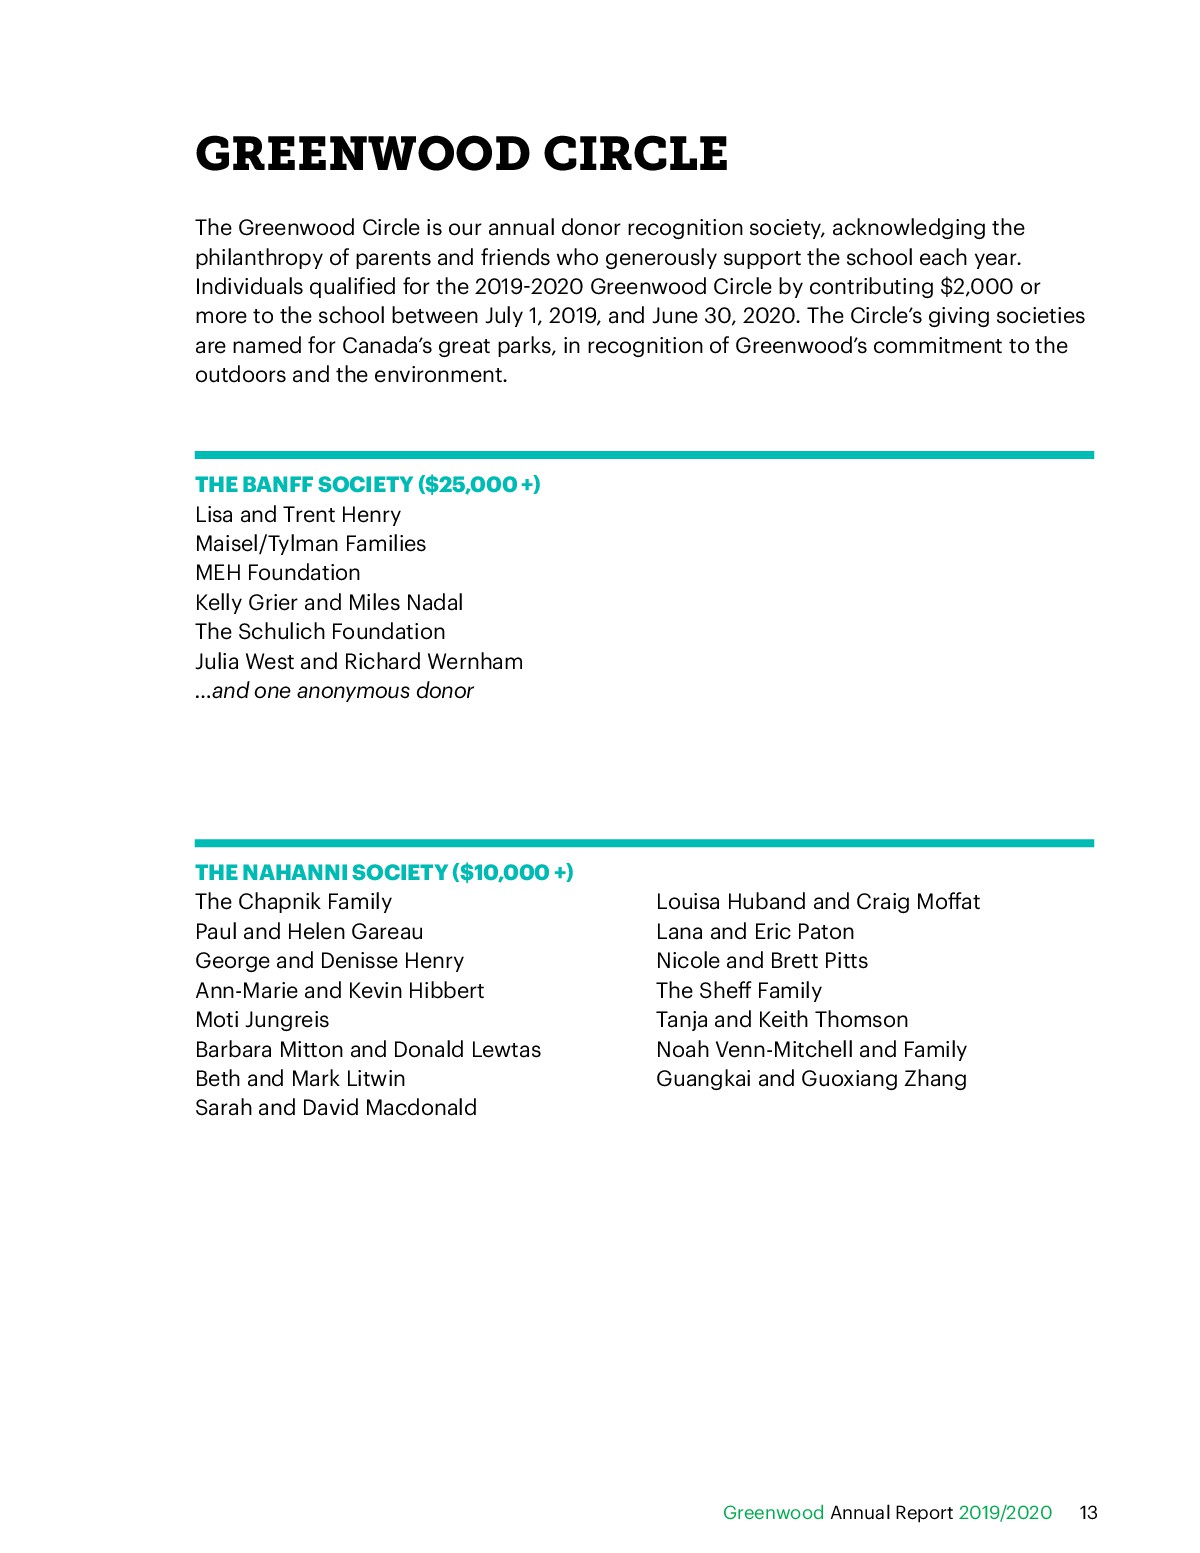 GREENWOOD CIRCLE
The Greenwood Circle is our annual donor recognition society, acknowledging the
philanthropy of parents and friends who generously support the school each year.
Individuals qualified for the 2019-2020 Greenwood Circle by contributing $2,000 or
more to the school between July 1, 2019, and June 30, 2020. The Circle’s giving societies
are named for Canada’s great parks, in recognition of Greenwood’s commitment to the
outdoors and the environment.
THE BANFF SOCIETY ($25,000 +)
Lisa and Trent Henry
Maisel/Tylman Families
MEH Foundation
Kelly Grier and Miles Nadal
The Schulich Foundation
Julia West and Richard Wernham
...and one anonymous donor
THE NAHANNI SOCIETY ($10,000 +)
The Chapnik Family
Paul and Helen Gareau
George and Denisse Henry
Ann-Marie and Kevin Hibbert
Moti Jungreis
Barbara Mitton and Donald Lewtas
Beth and Mark Litwin
Sarah and David Macdonald
Louisa Huband and Craig Moffat
Lana and Eric Paton
Nicole and Brett Pitts
The Sheff Family
Tanja and Keith Thomson
Noah Venn-Mitchell and Family
Guangkai and Guoxiang Zhang
Greenwood Annual Report 2019/2020 13